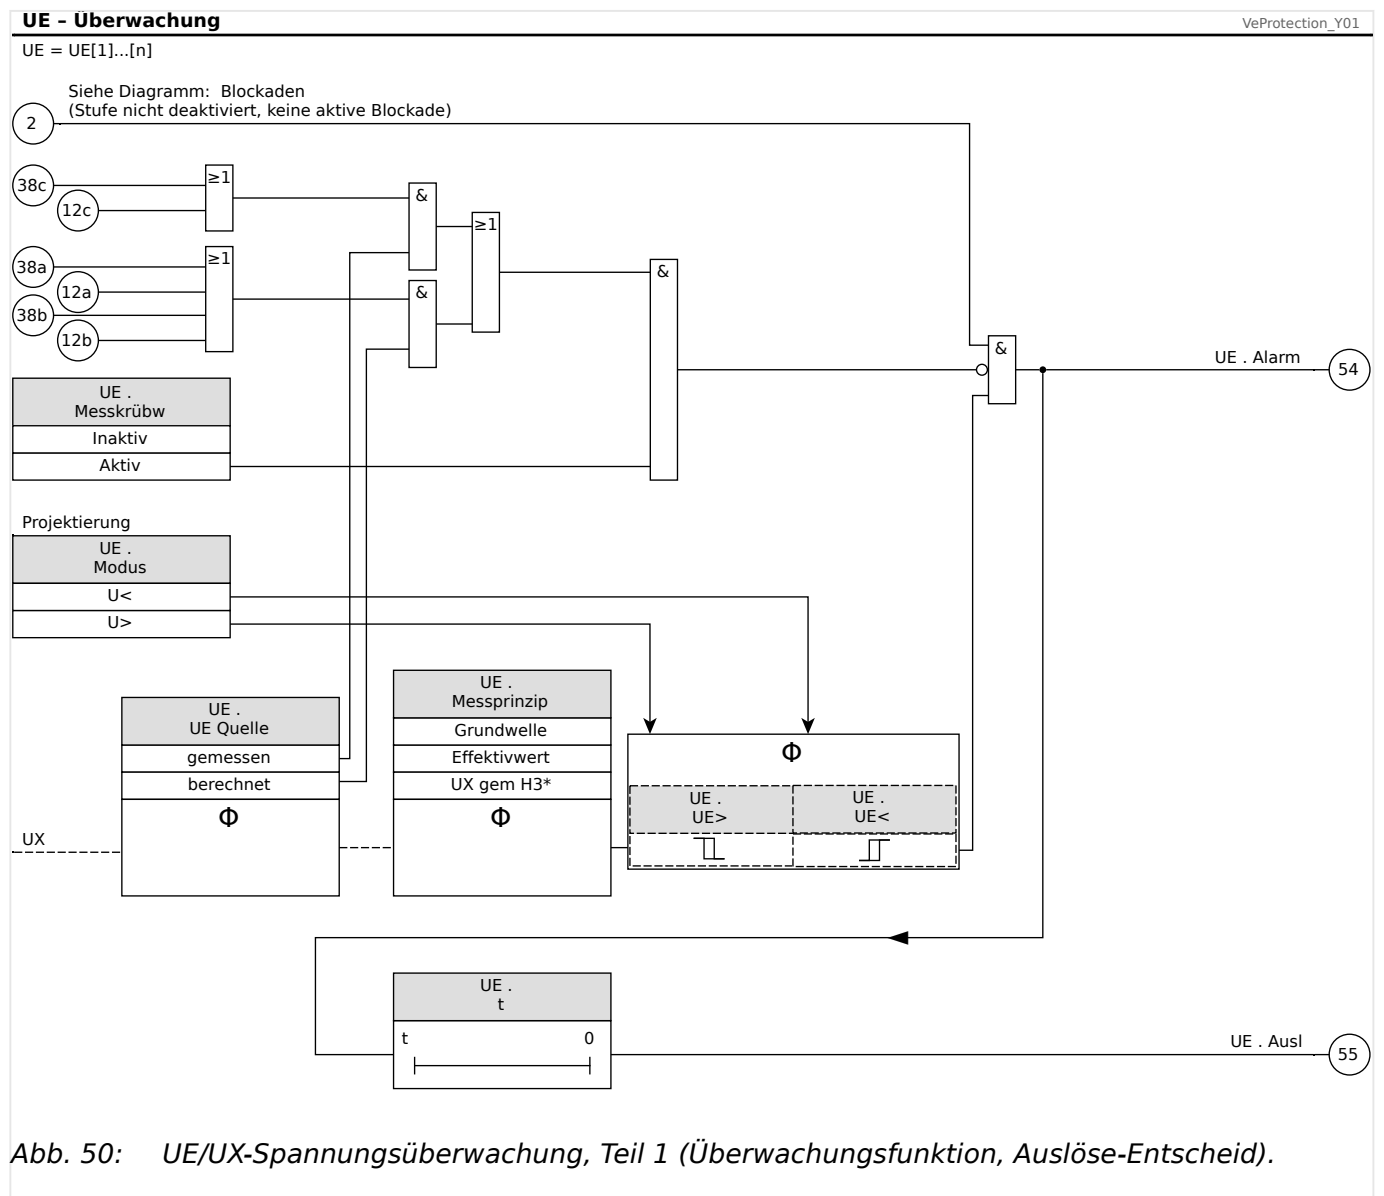 UE – Überwachung
VeProtection_Y01
UE = UE[1]...[n]
Siehe Diagramm: Blockaden
(Stufe nicht deaktiviert, keine aktive Blockade)
2
38c
12c
≥1
&
≥1
38a
12a
38b
12b
≥1
&
&
&
UE . Alarm
54
UE .
Messkrübw
Inaktiv
Aktiv
Projektierung
UE .
Modus
U<
U>
UE .
UE Quelle
gemessen
berechnet
Φ
UE .
Messprinzip
Grundwelle
Effektivwert
UX gem H3*
Φ
Φ
UE .
UE>
UE .
UE<
UX
UE .
t
t
0
UE . Ausl
55
Abb. 50: UE/UX-Spannungsüberwachung, Teil 1 (Überwachungsfunktion, Auslöse-Entscheid).